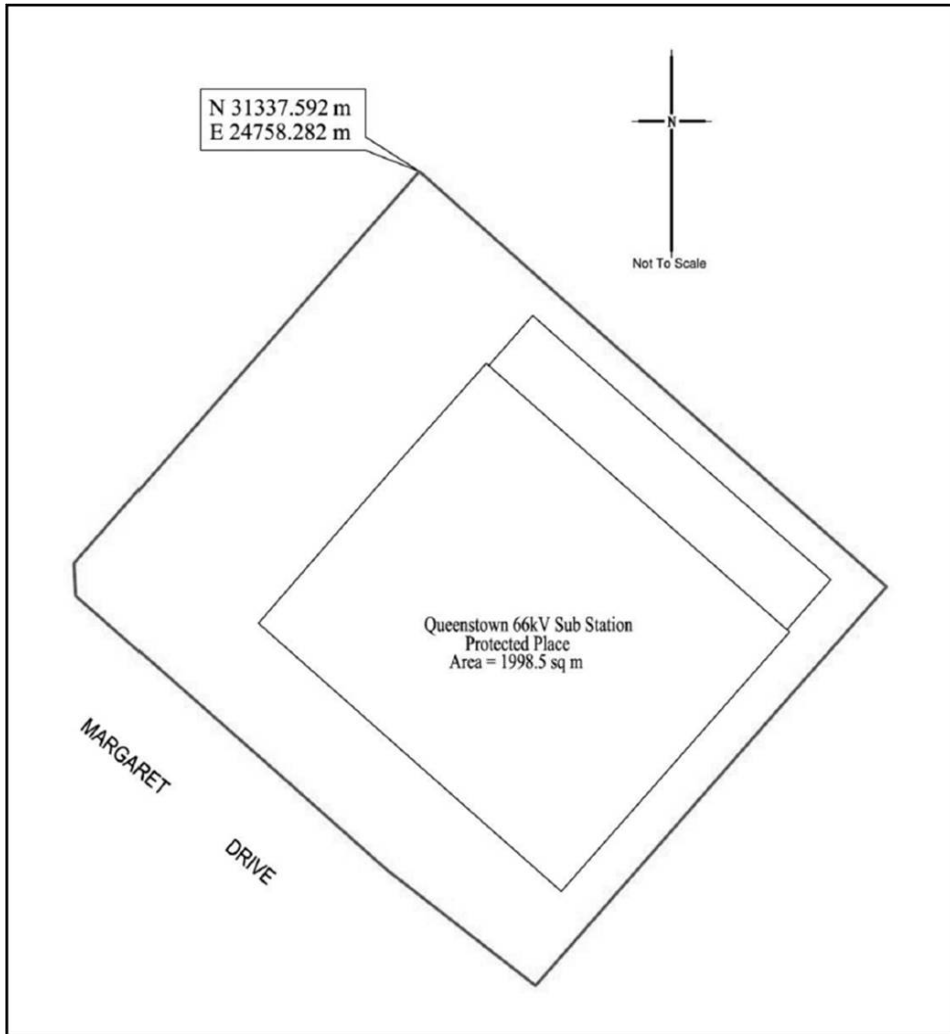 N 31337.592 m
E 24758.282 m
N
Not To Scale
Queenstown 66kV Sub Station
Protected Place
Area = 1998.5 sq m
MARGARET
DRIVE